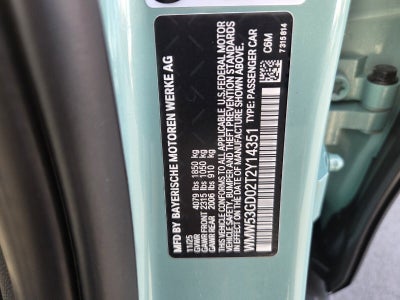 MFD BY BAYERISCHE MOTOREN WERKE AG
11/25
GVWR 4079 lbs 1850 kg
GAWR FRONT 2315 lbs 1050 kg
GAWR REAR 2006 lbs 910 kg
THIS VEHICLE CONFORMS TO ALL APPLICABLE U.S. FEDERAL MOTOR
VEHICLE SAFETY, BUMPER, AND THEFT PREVENTION STANDARDS
IN EFFECT ON THE DATE OF MANUFACTURE SHOWN ABOVE.
WMW53GD02T2Y14351 TYPE: PASSENGER CAR
C6M
7315814